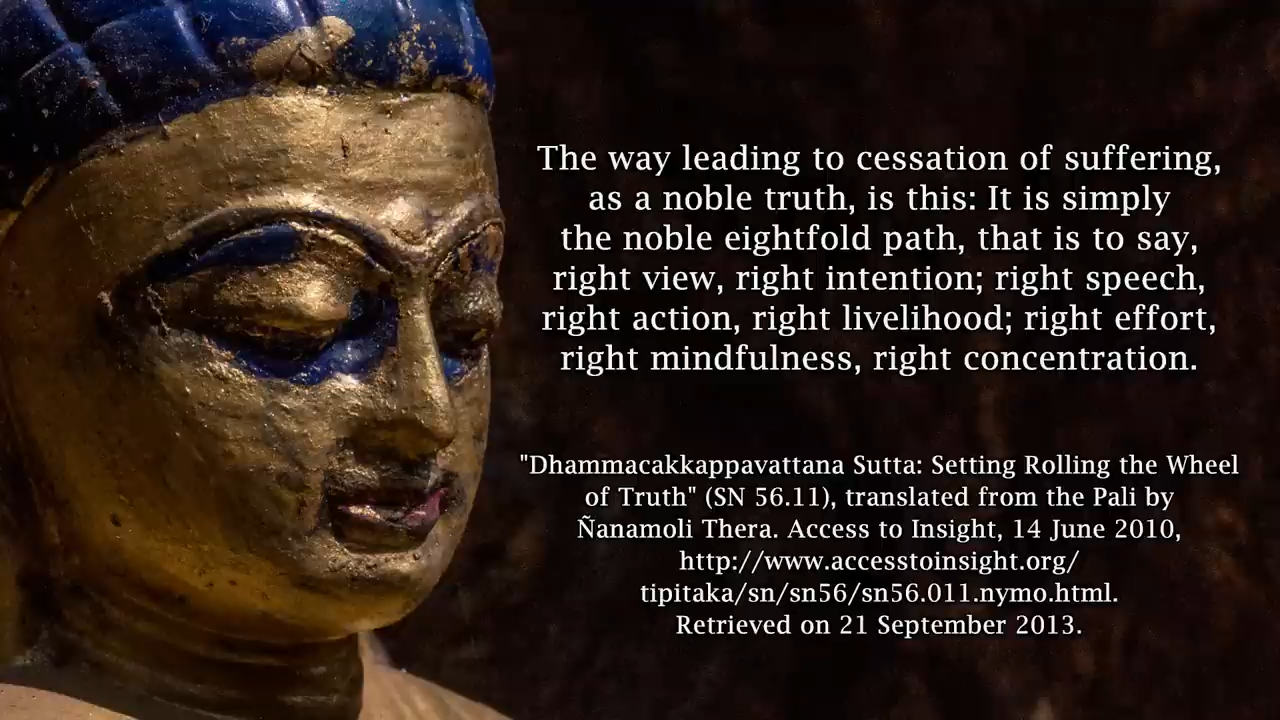 The way leading to cessation of suffering,
as a noble truth, is this: It is simply
the noble eightfold path, that is to say,
right view, right intention; right speech,
right action, right livelihood; right effort,
right mindfulness, right concentration.
"Dhammacakkappavattana Sutta: Setting Rolling the Wheel
of Truth" (SN 56.11), translated from the Pali by
Ñanamoli Thera. Access to Insight, 14 June 2010,
http://www.accesstoinsight.org/
tipitaka/sn/sn56/sn56.011.nymo.html.
Retrieved on 21 September 2013.